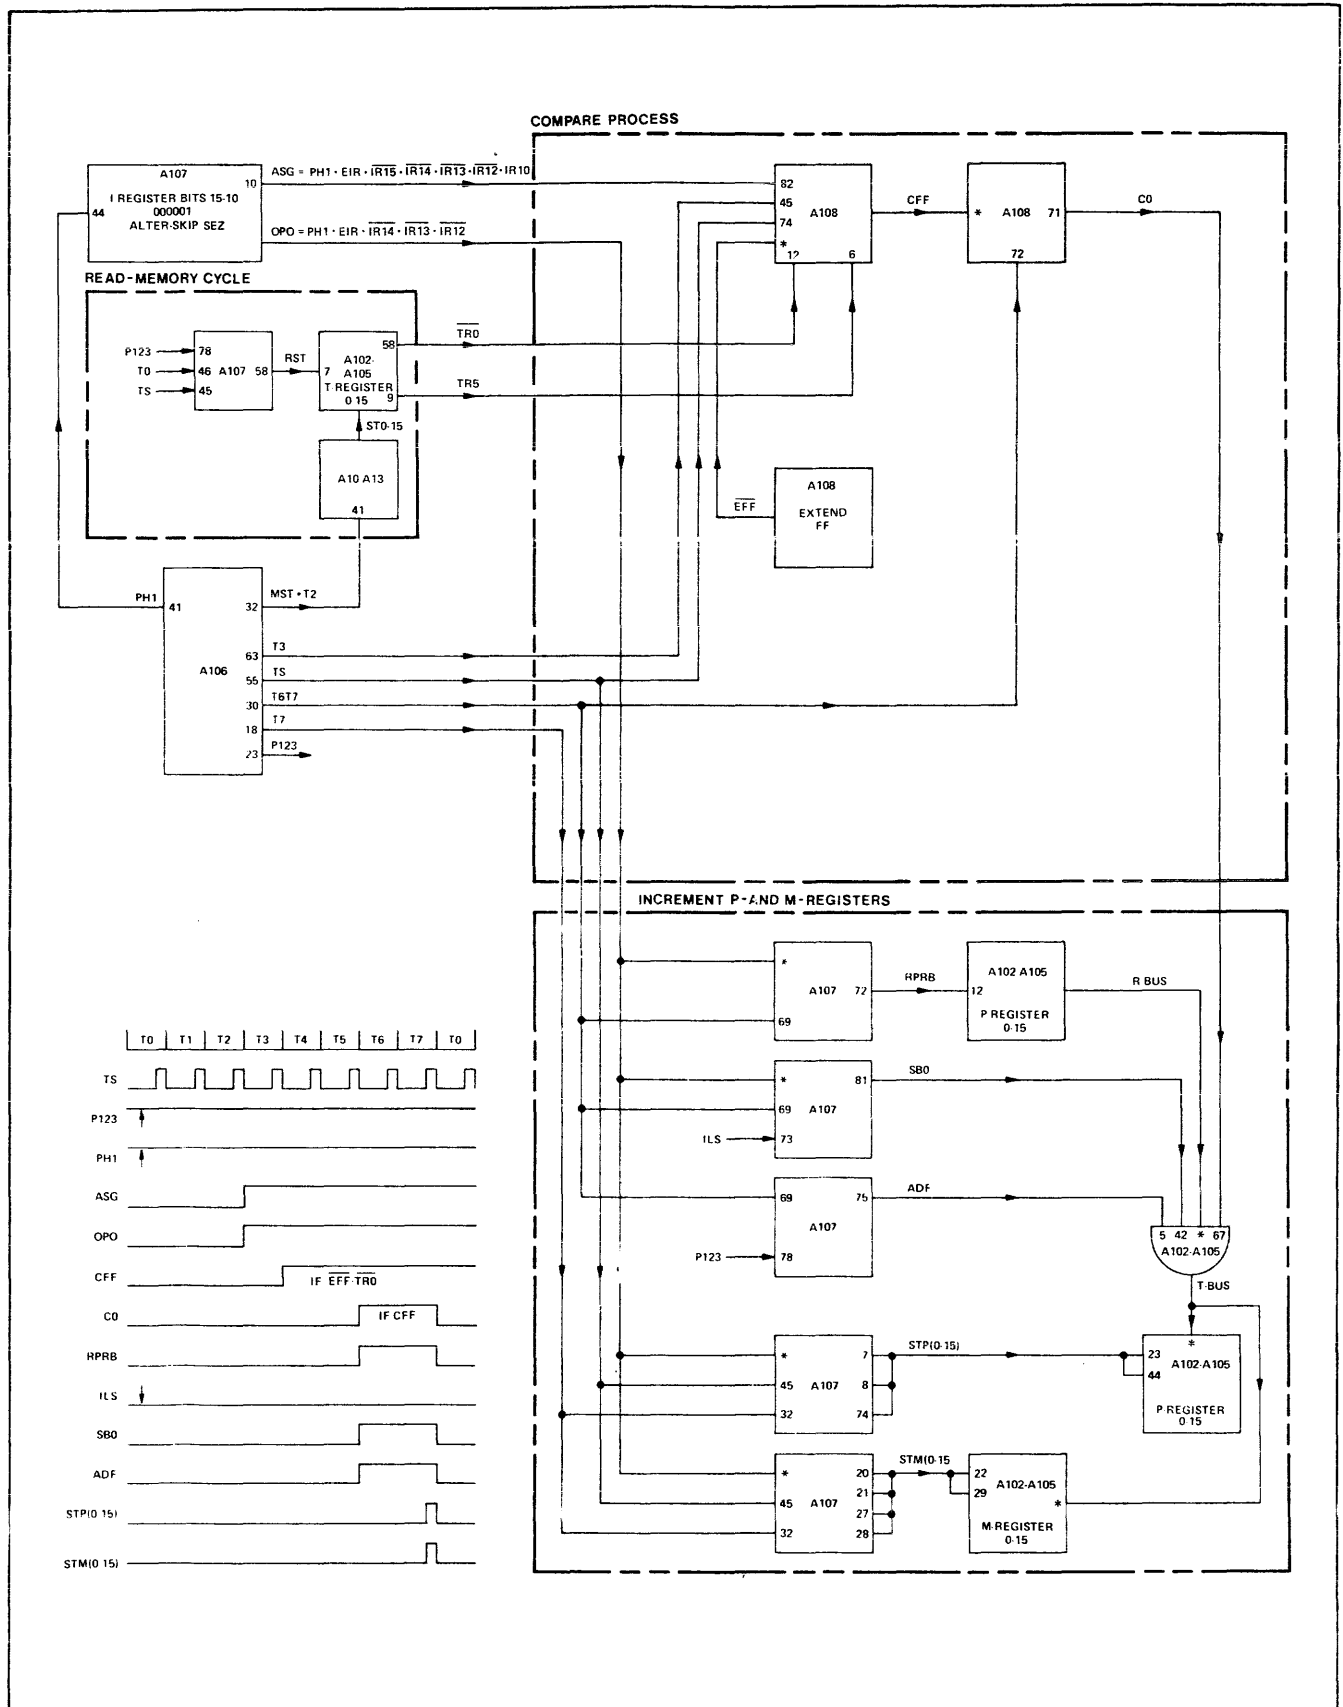 COMPARE PROCESS
A107
I REGISTER BITS 15-10
000001
ALTER-SKIP SEZ
10
44
ASG = PH1 · EIR · IR15 · IR14 · IR13 · IR12 · IR10
OPO = PH1 · EIR · IR14 · IR13 · IR12
82
45
74
*
12
6
A108
CFF
*
A108
71
72
C0
READ-MEMORY CYCLE
P123
T0
TS
78
46
45
A107
58
RST
7
A102-
A105
T-REGISTER
0-15
58
9
TR0
TR5
ST0-15
A10 A13
41
EFF
A108
EXTEND
FF
PH1
41
A106
32
MST · T2
63
T3
55
TS
30
T6T7
18
T7
23
P123
INCREMENT P-AND M-REGISTERS
*
A107
72
69
RPRB
12
A102 A105
P REGISTER
0-15
R BUS
*
69
A107
81
ILS
73
SB0
69
75
A107
P123
78
ADF
5 42 * 67
A102-A105
T-BUS
*
45
32
A107
7
8
74
STP(0-15)
*
23
44
A102-A105
P-REGISTER
0-15
*
45
32
A107
20
21
27
28
STM(0-15
22
29
A102-A105
*
M-REGISTER
0-15
T0 T1 T2 T3 T4 T5 T6 T7 T0
TS
P123
PH1
ASG
OPO
CFF
IF EFF·TR0
C0
IF CFF
RPRB
ILS
SB0
ADF
STP(0 15)
STM(0 15)